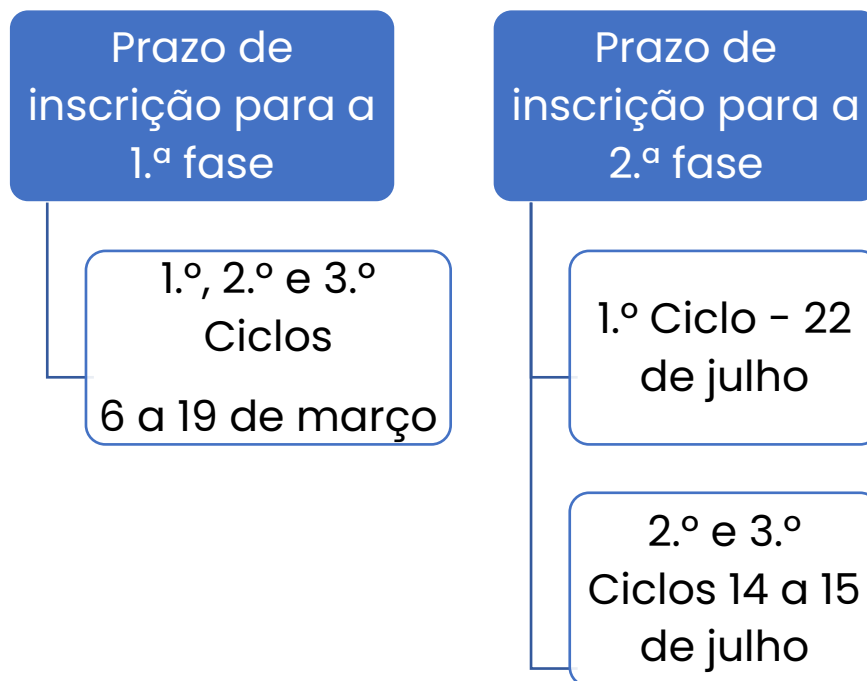 Prazo de
inscrição para a
1.ª fase
1.º, 2.º e 3.º
Ciclos
6 a 19 de março
Prazo de
inscrição para a
2.ª fase
1.º Ciclo - 22
de julho
2.º e 3.º
Ciclos 14 a 15
de julho